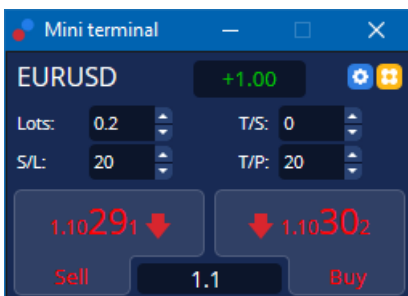 Mini terminal
EURUSD +1.00
Lots: 0.2 T/S: 0
S/L: 20 T/P: 20
1.10291 1.10302
Sell 1.1 Buy